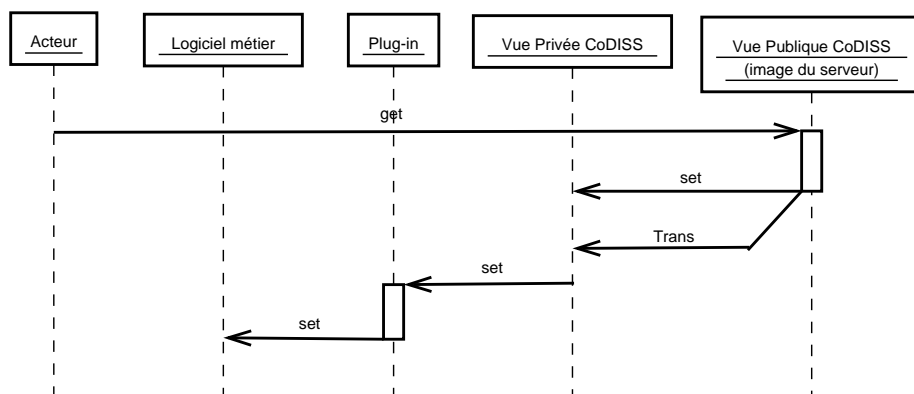 Acteur
Logiciel métier
Plug-in
Vue Privée CoDISS
Vue Publique CoDISS
(image du serveur)
get
set
Trans
set
set